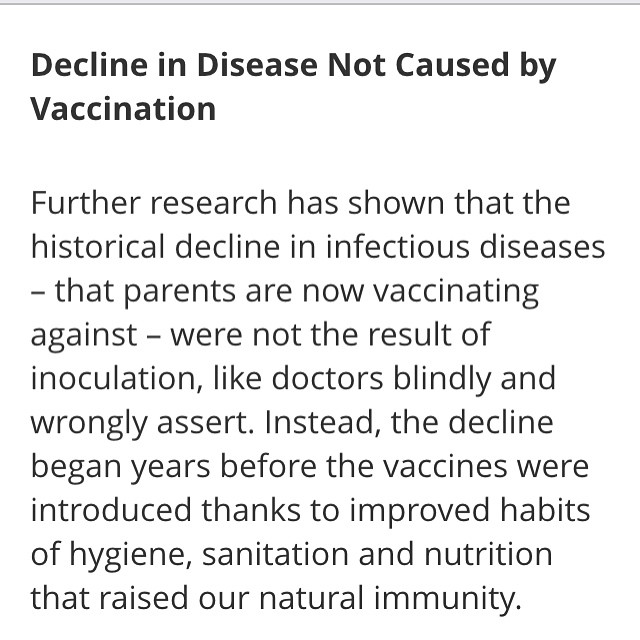 Decline in Disease Not Caused by
Vaccination
Further research has shown that the
historical decline in infectious diseases
– that parents are now vaccinating
against – were not the result of
inoculation, like doctors blindly and
wrongly assert. Instead, the decline
began years before the vaccines were
introduced thanks to improved habits
of hygiene, sanitation and nutrition
that raised our natural immunity.